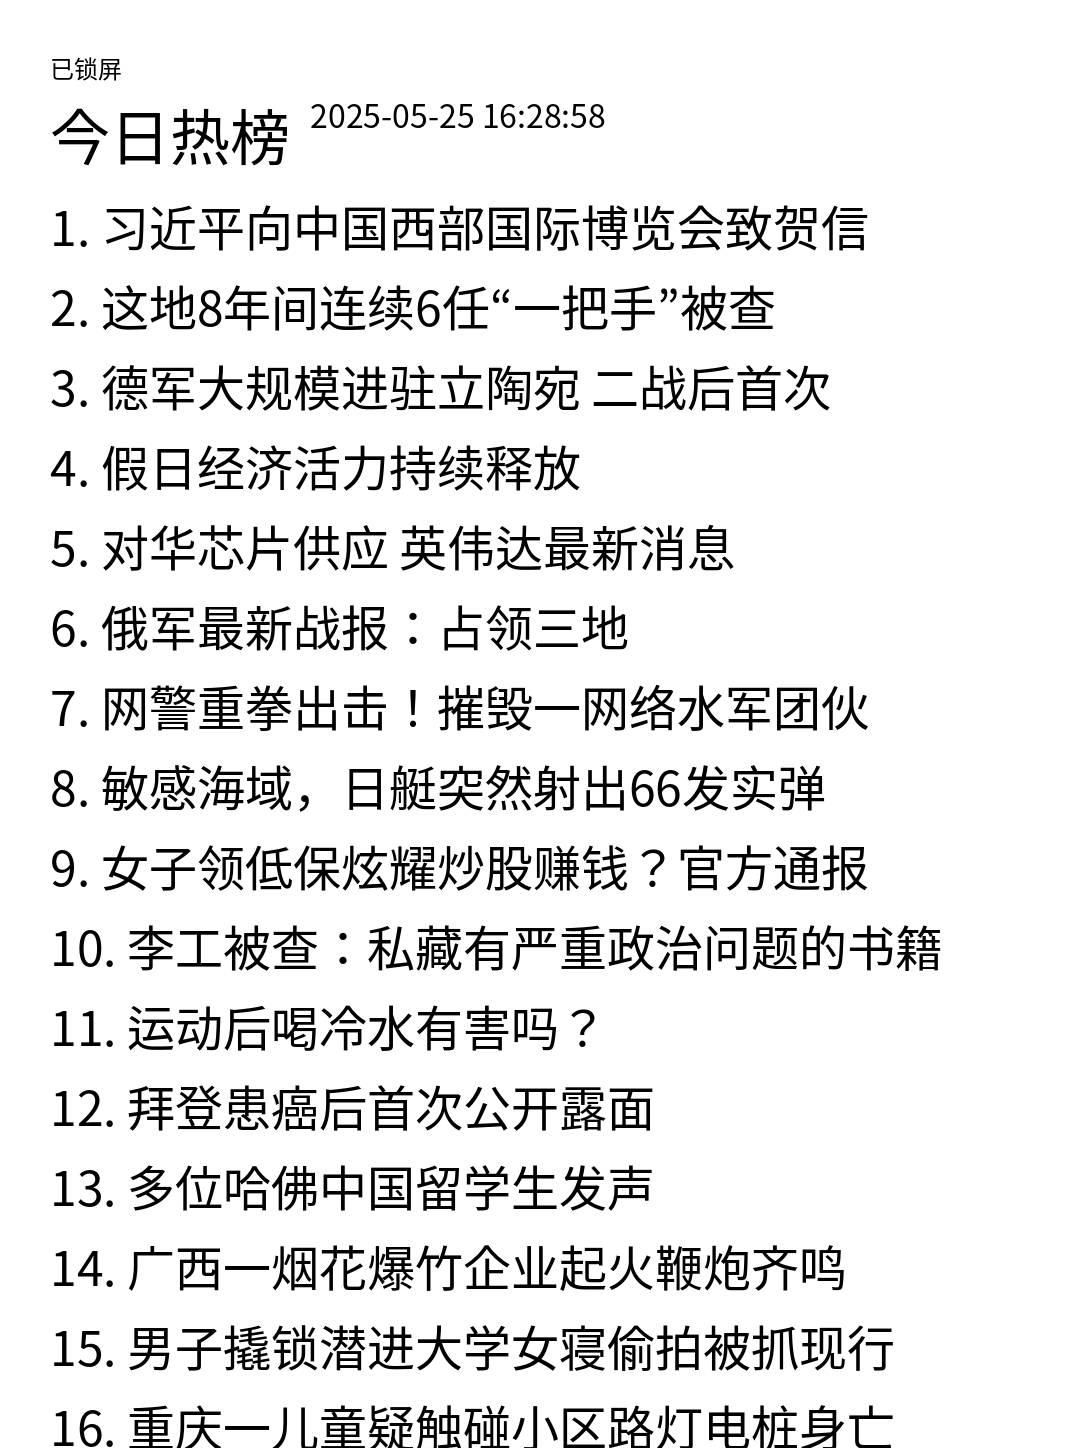 已锁屏
今日热榜 2025-05-25 16:28:58
1. 习近平向中国西部国际博览会致贺信
2. 这地8年间连续6任“一把手”被查
3. 德军大规模进驻立陶宛 二战后首次
4. 假日经济活力持续释放
5. 对华芯片供应 英伟达最新消息
6. 俄军最新战报：占领三地
7. 网警重拳出击！摧毁一网络水军团伙
8. 敏感海域，日艇突然射出66发实弹
9. 女子领低保炫耀炒股赚钱？官方通报
10. 李工被查：私藏有严重政治问题的书籍
11. 运动后喝冷水有害吗？
12. 拜登患癌后首次公开露面
13. 多位哈佛中国留学生发声
14. 广西一烟花爆竹企业起火鞭炮齐鸣
15. 男子撬锁潜进大学女寝偷拍被抓现行
16. 重庆一儿童疑触碰小区路灯电桩身亡